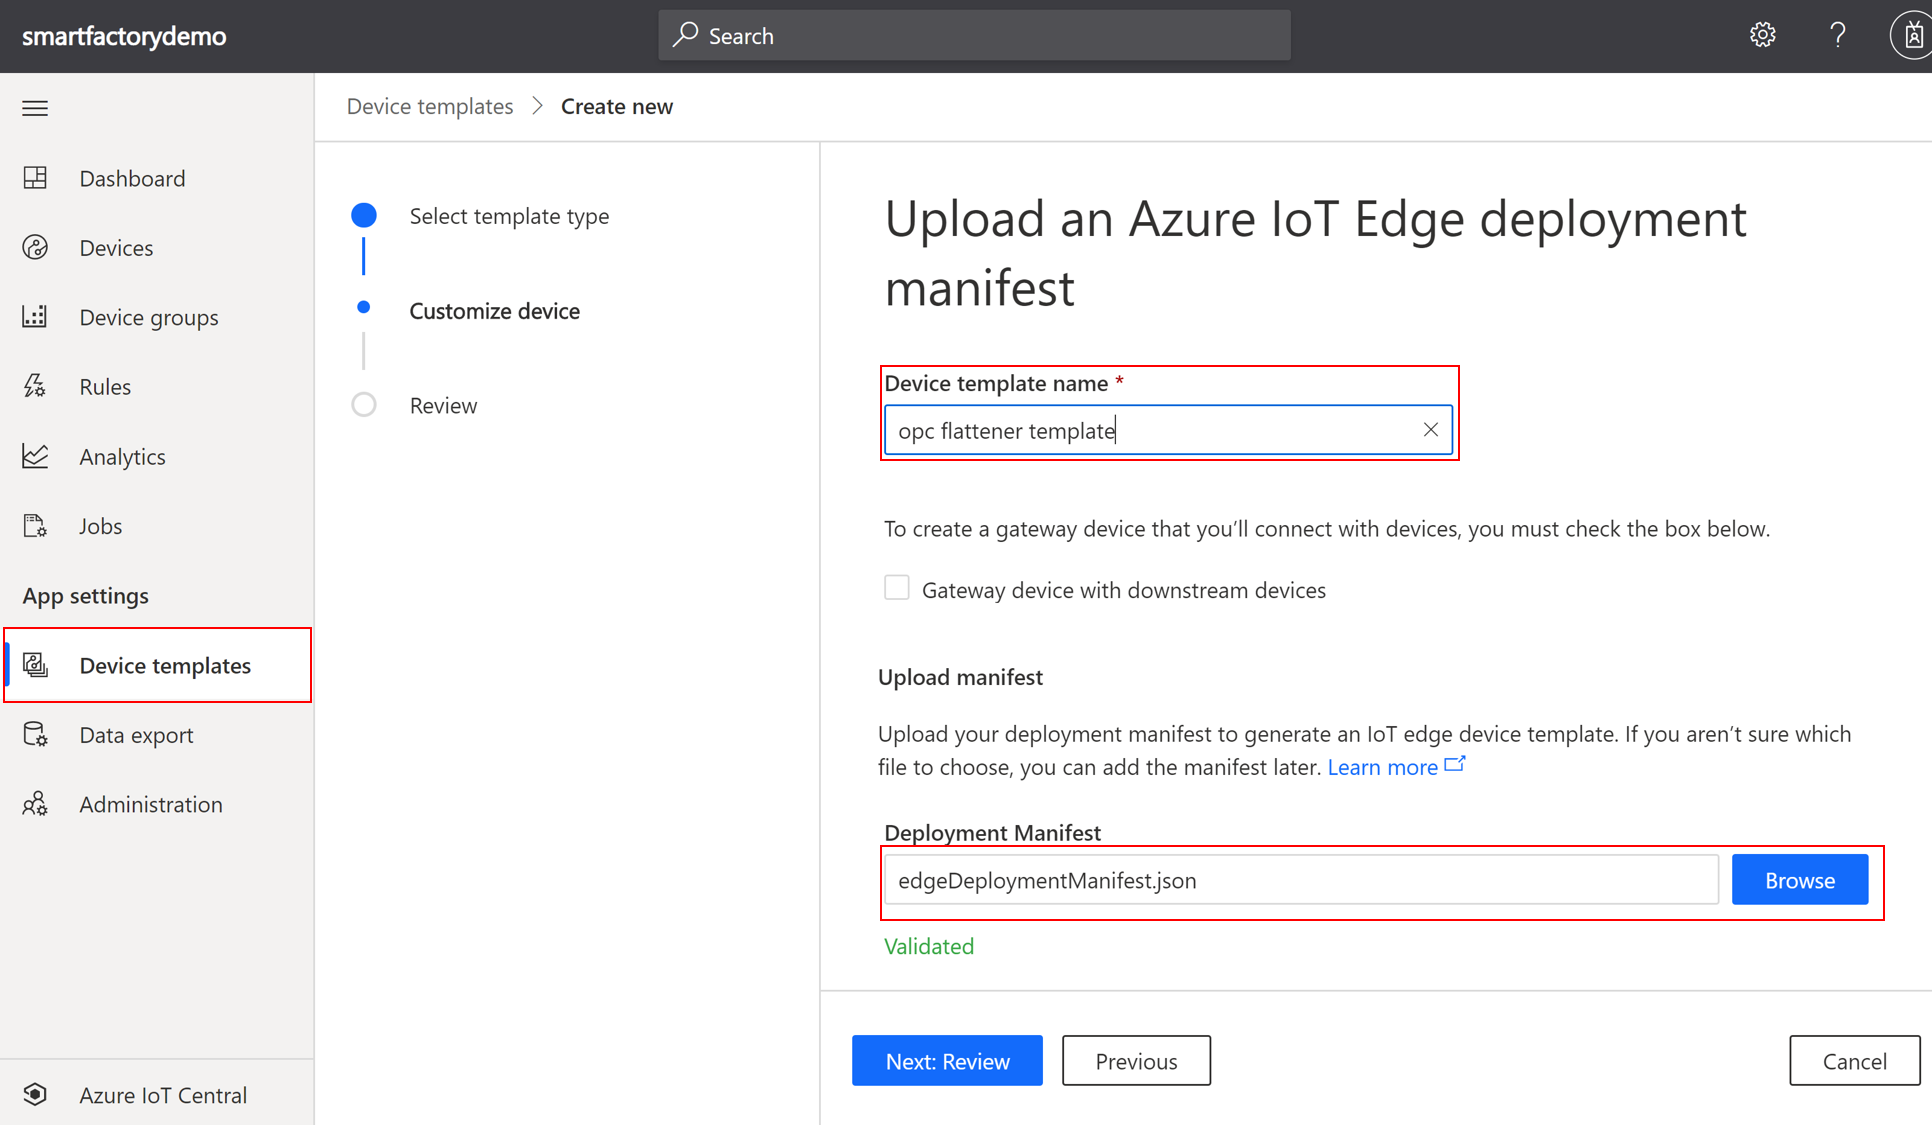 smartfactorydemo
Search
Device templates > Create new
Dashboard
Devices
Device groups
Rules
Analytics
Jobs
App settings
Device templates
Data export
Administration
Azure IoT Central
Select template type
Customize device
Review
Upload an Azure IoT Edge deployment
manifest
Device template name *
opc flattener template
To create a gateway device that you'll connect with devices, you must check the box below.
Gateway device with downstream devices
Upload manifest
Upload your deployment manifest to generate an IoT edge device template. If you aren't sure which
file to choose, you can add the manifest later. Learn more
Deployment Manifest
edgeDeploymentManifest.json
Browse
Validated
Next: Review
Previous
Cancel